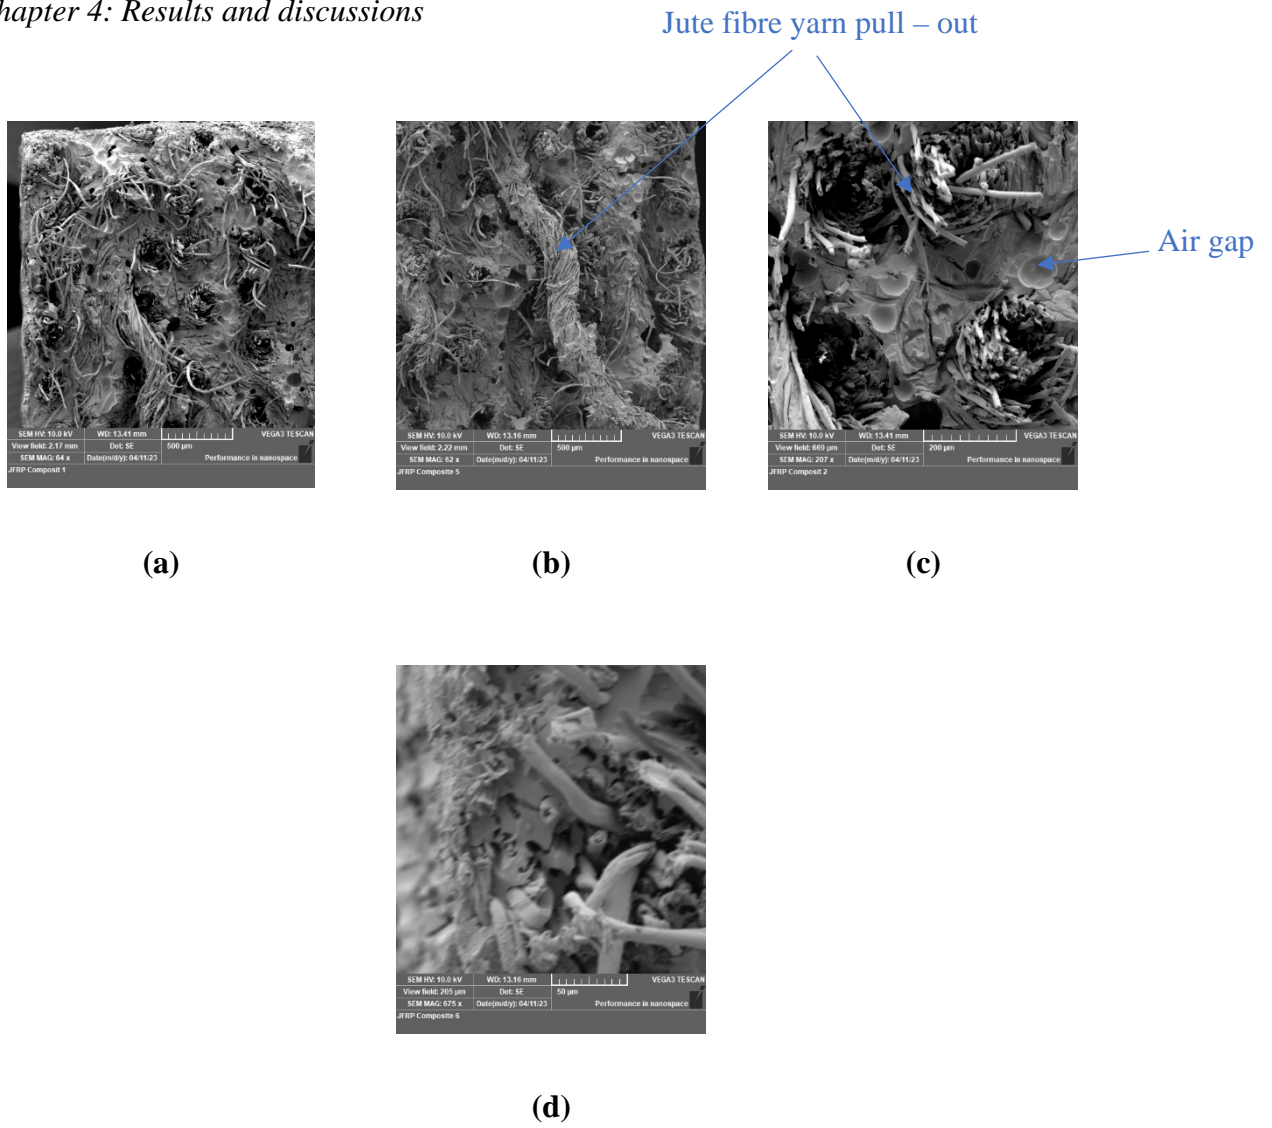 hapter 4: Results and discussions
Jute fibre yarn pull – out
Air gap
SEM HV: 10.0 kV WD: 13.41 mm VEGA3 TESCAN
View field: 2.17 mm Det: SE 500 µm
SEM MAG: 64 x Date(m/d/y): 04/11/23 Performance in nanospace
JFRP Composit 1
SEM HV: 10.0 kV WD: 13.16 mm VEGA3 TESCAN
View field: 2.22 mm Det: SE 500 µm
SEM MAG: 62 x Date(m/d/y): 04/11/23 Performance in nanospace
JFRP Composite 5
SEM HV: 10.0 kV WD: 13.41 mm VEGA3 TESCAN
View field: 669 µm Det: SE 200 µm
SEM MAG: 207 x Date(m/d/y): 04/11/23 Performance in nanospace
JFRP Composit 2
(a)
(b)
(c)
SEM HV: 10.0 kV WD: 13.16 mm VEGA3 TESCAN
View field: 205 µm Det: SE 50 µm
SEM MAG: 675 x Date(m/d/y): 04/11/23 Performance in nanospace
JFRP Composite 6
(d)